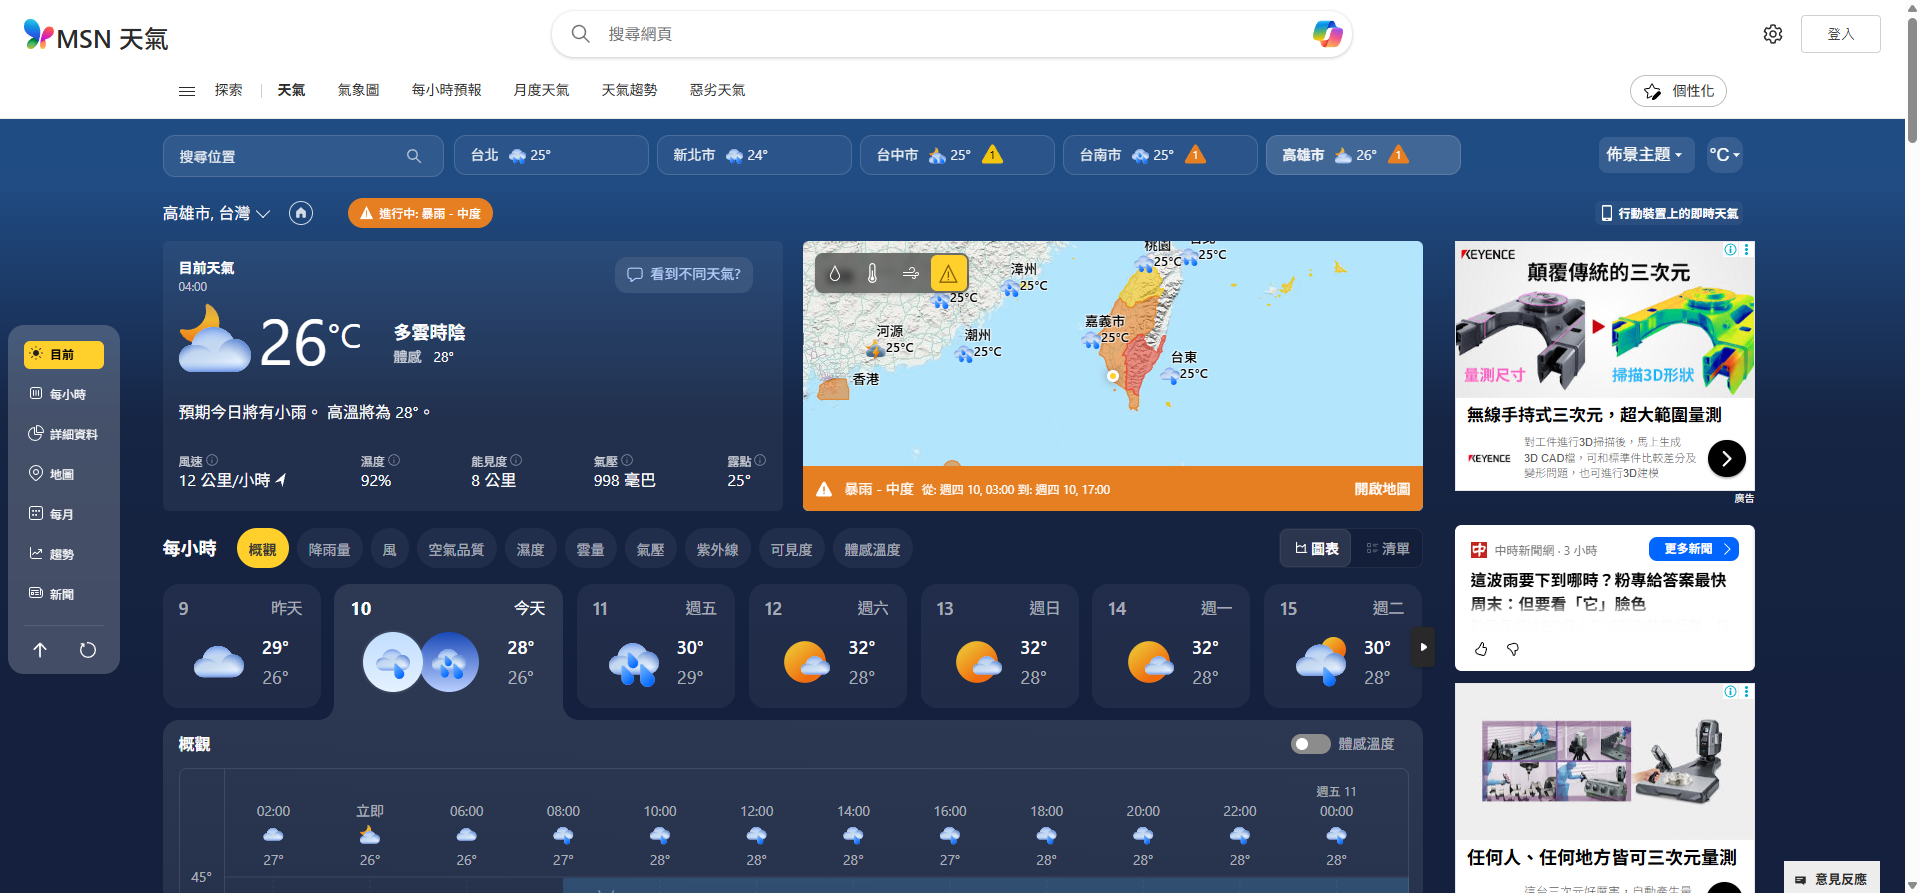 MSN 天氣
搜尋網頁
登入
探索
天氣
氣象圖
每小時預報
月度天氣
天氣趨勢
惡劣天氣
個性化
搜尋位置
台北 25°
新北市 24°
台中市 25° 1
台南市 25° 1
高雄市 26° 1
佈景主題
°C
高雄市, 台灣
進行中: 暴雨 - 中度
行動裝置上的即時天氣
目前
每小時
詳細資料
地圖
每月
趨勢
新聞
目前天氣
04:00
看到不同天氣?
26°C
多雲時陰
體感 28°
預期今日將有小雨。 高溫將為 28°。
風速
12 公里/小時
濕度
92%
能見度
8 公里
氣壓
998 毫巴
露點
25°
桃園
25°C
25°C
漳州
25°C
25°C
河源
25°C
潮州
25°C
嘉義市
25°C
台東
25°C
香港
暴雨 - 中度 從: 週四 10, 03:00 到: 週四 10, 17:00
開啟地圖
每小時
概觀
降雨量
風
空氣品質
濕度
雲量
氣壓
紫外線
可見度
體感溫度
圖表
清單
9 昨天
29°
26°
10 今天
28°
26°
11 週五
30°
29°
12 週六
32°
28°
13 週日
32°
28°
14 週一
32°
28°
15 週二
30°
28°
概觀
體感溫度
週五 11
02:00 立即 06:00 08:00 10:00 12:00 14:00 16:00 18:00 20:00 22:00 00:00
27° 26° 26° 27° 28° 28° 28° 27° 28° 28° 28° 28°
45°
KEYENCE
顛覆傳統的三次元
量測尺寸
掃描3D形狀
無線手持式三次元，超大範圍量測
KEYENCE
對工件進行3D掃描後，馬上生成
3D CAD檔，可和標準件比較差分及
變形問題，也可進行3D建模
廣告
中
中時新聞網 · 3 小時
更多新聞
這波雨要下到哪時？粉專給答案最快
周末：但要看「它」臉色
任何人、任何地方皆可三次元量測
這台三次元好厲害，自動產生量
意見反應